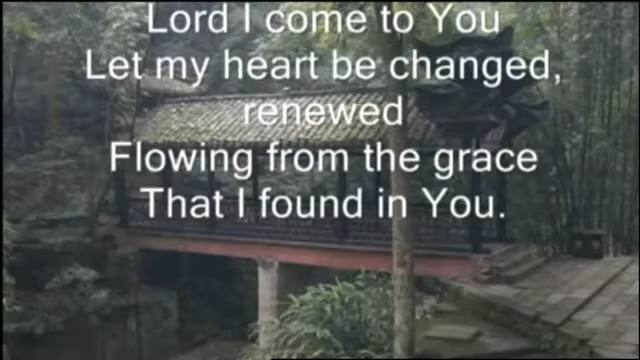 Lord I come to You
Let my heart be changed,
renewed
Flowing from the grace
That I found in You.